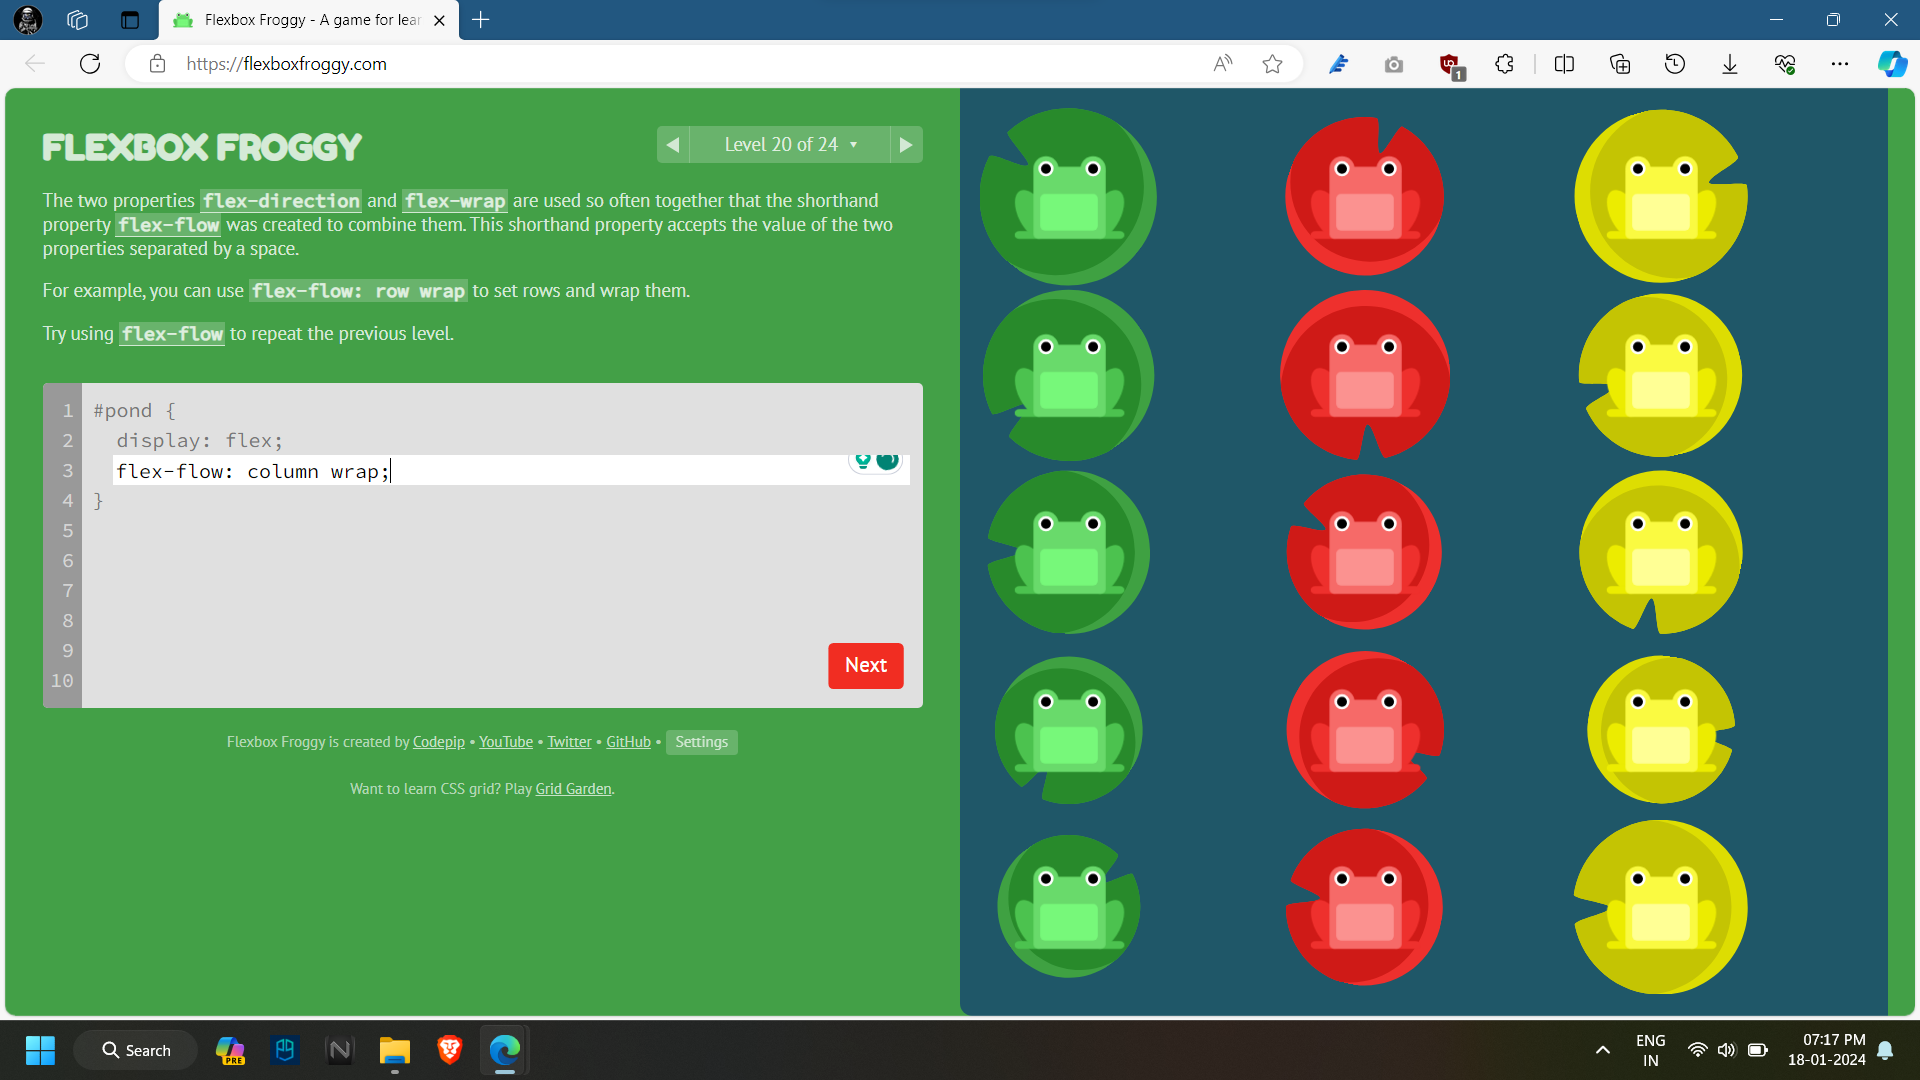 Flexbox Froggy - A game for lear
https://flexboxfroggy.com
1
FLEXBOX FROGGY
Level 20 of 24
The two properties flex-direction and flex-wrap are used so often together that the shorthand
property flex-flow was created to combine them. This shorthand property accepts the value of the two
properties separated by a space.
For example, you can use flex-flow: row wrap to set rows and wrap them.
Try using flex-flow to repeat the previous level.
1 #pond {
2 display: flex;
3 flex-flow: column wrap;
4 }
5
6
7
8
9
10
Next
Flexbox Froggy is created by Codepip • YouTube • Twitter • GitHub • Settings
Want to learn CSS grid? Play Grid Garden.
Search
PRE
ENG
IN
07:17 PM
18-01-2024